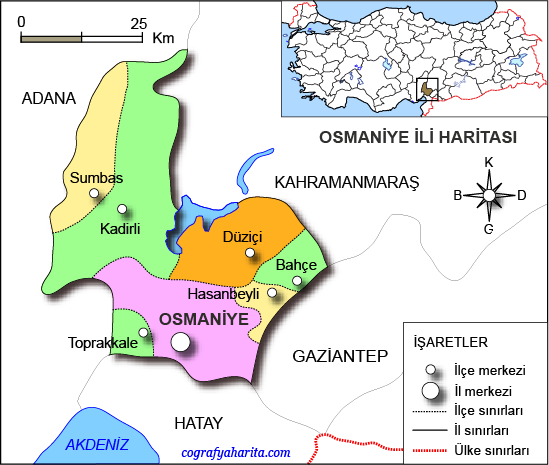 0 25
Km
ADANA
OSMANİYE İLİ HARİTASI
KAHRAMANMARAŞ
K
B D
G
Sumbas
Kadirli
Düziçi
Bahçe
Hasanbeyli
OSMANİYE
Toprakkale
GAZİANTEP
HATAY
AKDENİZ
cografyaharita.com
İŞARETLER
İlçe merkezi
İl merkezi
İlçe sınırları
İl sınırları
Ülke sınırları